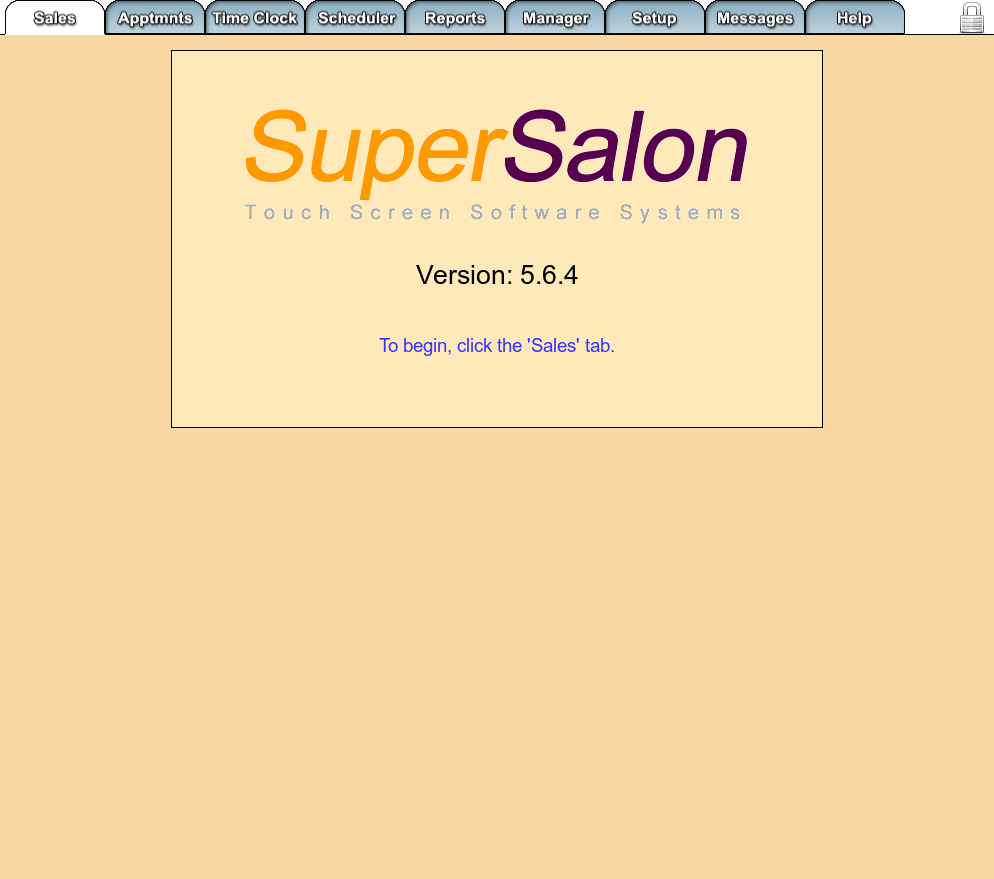 Sales Apptmnts Time Clock Scheduler Reports Manager Setup Messages Help
SuperSalon
Touch Screen Software Systems
Version: 5.6.4
To begin, click the 'Sales' tab.